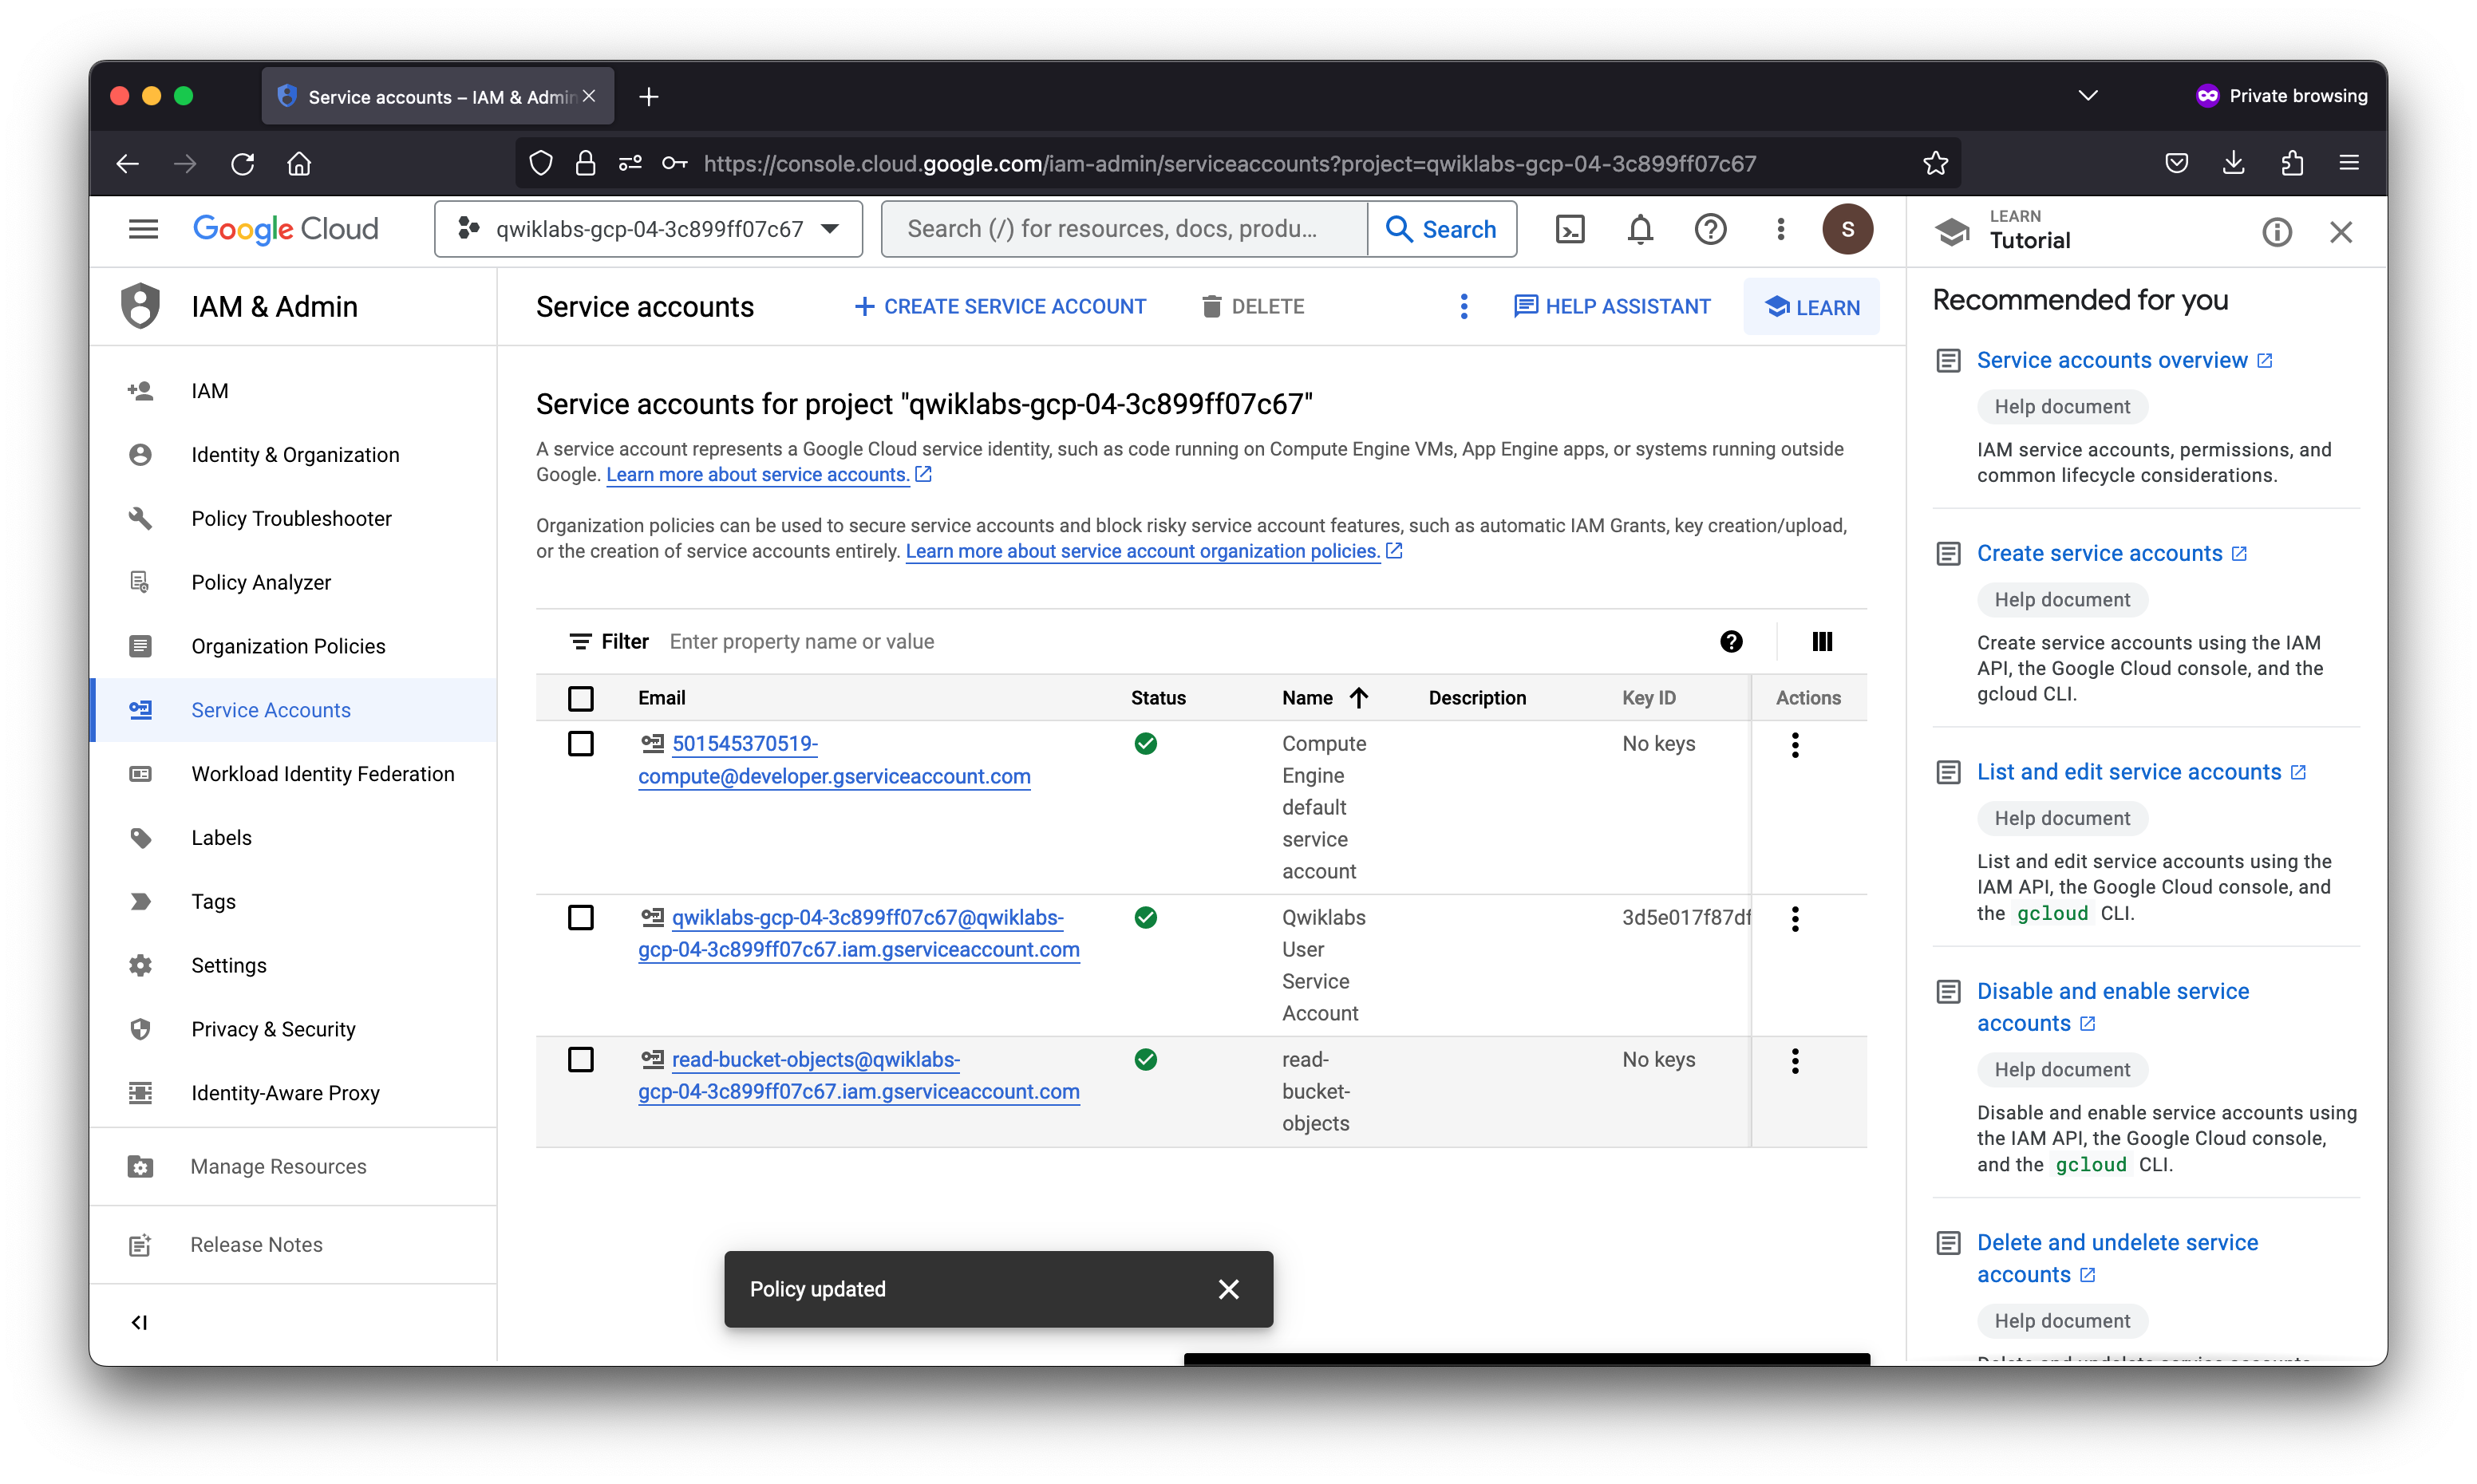 Service accounts – IAM & Admin
Private browsing
https://console.cloud.google.com/iam-admin/serviceaccounts?project=qwiklabs-gcp-04-3c899ff07c67
Google Cloud
qwiklabs-gcp-04-3c899ff07c67
Search (/) for resources, docs, produ...
Search
S
LEARN
Tutorial
IAM & Admin
IAM
Identity & Organization
Policy Troubleshooter
Policy Analyzer
Organization Policies
Service Accounts
Workload Identity Federation
Labels
Tags
Settings
Privacy & Security
Identity-Aware Proxy
Manage Resources
Release Notes
Service accounts
CREATE SERVICE ACCOUNT
DELETE
HELP ASSISTANT
LEARN
Service accounts for project "qwiklabs-gcp-04-3c899ff07c67"
A service account represents a Google Cloud service identity, such as code running on Compute Engine VMs, App Engine apps, or systems running outside
Google. Learn more about service accounts.
Organization policies can be used to secure service accounts and block risky service account features, such as automatic IAM Grants, key creation/upload,
or the creation of service accounts entirely. Learn more about service account organization policies.
Filter Enter property name or value
Email Status Name Description Key ID Actions
501545370519-
compute@developer.gserviceaccount.com
Compute
Engine
default
service
account
No keys
qwiklabs-gcp-04-3c899ff07c67@qwiklabs-
gcp-04-3c899ff07c67.iam.gserviceaccount.com
Qwiklabs
User
Service
Account
3d5e017f87df
read-bucket-objects@qwiklabs-
gcp-04-3c899ff07c67.iam.gserviceaccount.com
read-
bucket-
objects
No keys
Policy updated
Recommended for you
Service accounts overview
Help document
IAM service accounts, permissions, and
common lifecycle considerations.
Create service accounts
Help document
Create service accounts using the IAM
API, the Google Cloud console, and the
gcloud CLI.
List and edit service accounts
Help document
List and edit service accounts using the
IAM API, the Google Cloud console, and
the gcloud CLI.
Disable and enable service
accounts
Help document
Disable and enable service accounts using
the IAM API, the Google Cloud console,
and the gcloud CLI.
Delete and undelete service
accounts
Help document